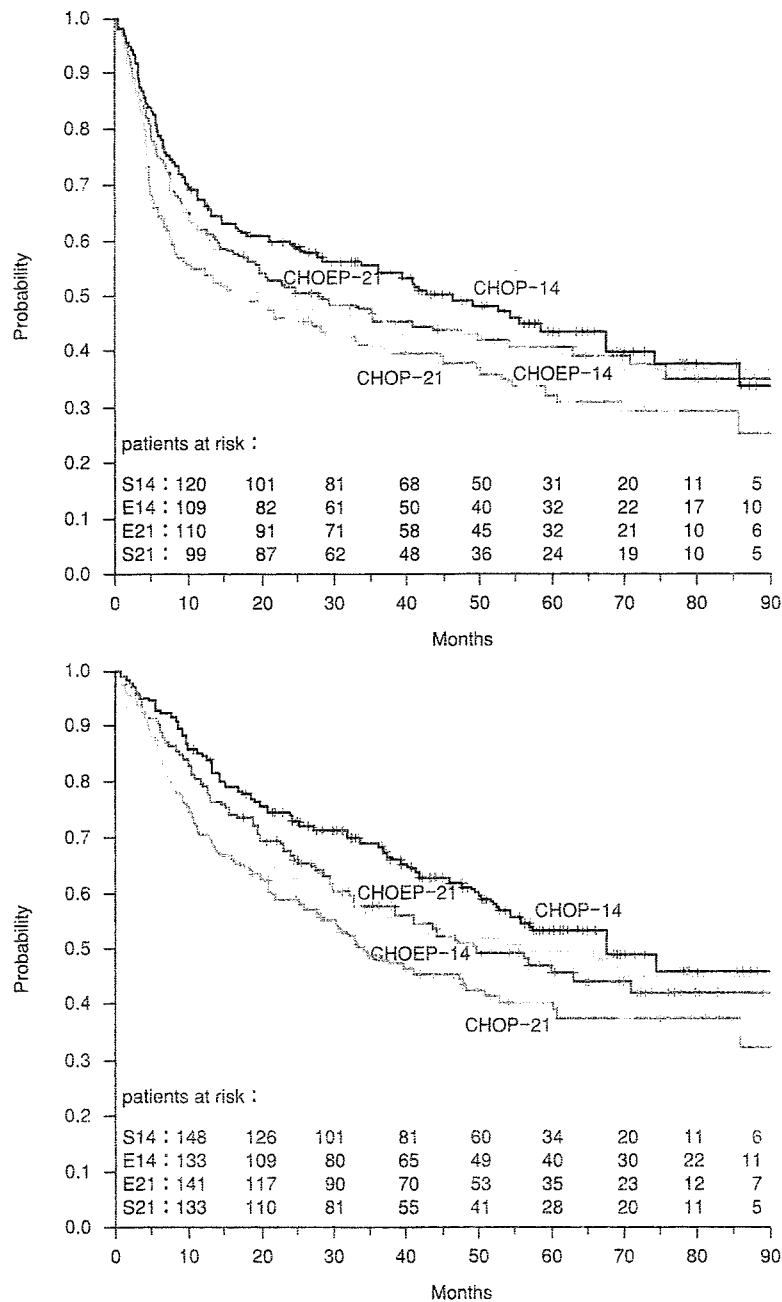 1.0
0.9
0.8
0.7
0.6
0.5
0.4
0.3
0.2
0.1
0.0
Probability
CHOEP-21
CHOP-14
CHOP-21
CHOEP-14
patients at risk :
S14 : 120 101 81 68 50 31 20 11 5
E14 : 109 82 61 50 40 32 22 17 10
E21 : 110 91 71 58 45 32 21 10 6
S21 : 99 87 62 48 36 24 19 10 5
0 10 20 30 40 50 60 70 80 90
Months
1.0
0.9
0.8
0.7
0.6
0.5
0.4
0.3
0.2
0.1
0.0
Probability
CHOEP-21
CHOP-14
CHOEP-14
CHOP-21
patients at risk :
S14 : 148 126 101 81 60 34 20 11 6
E14 : 133 109 80 65 49 40 30 22 11
E21 : 141 117 90 70 53 35 23 12 7
S21 : 133 110 81 55 41 28 20 11 5
0 10 20 30 40 50 60 70 80 90
Months